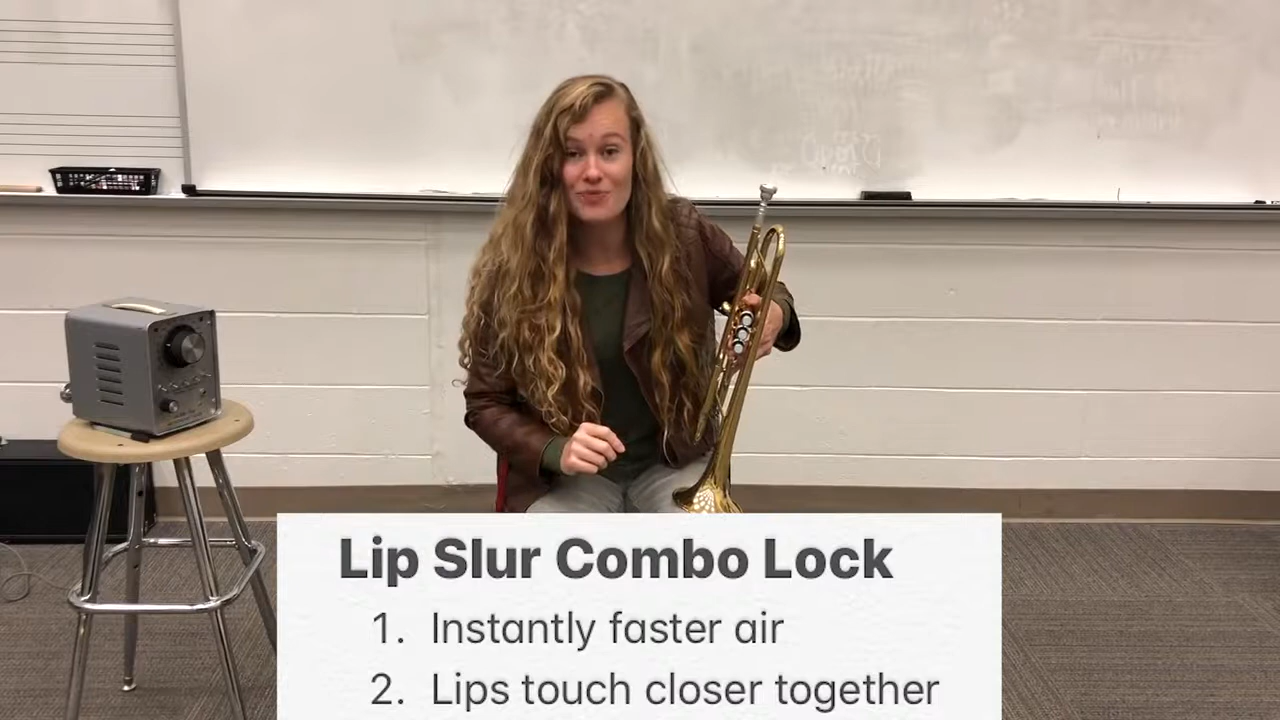 Lip Slur Combo Lock
1. Instantly faster air
2. Lips touch closer together